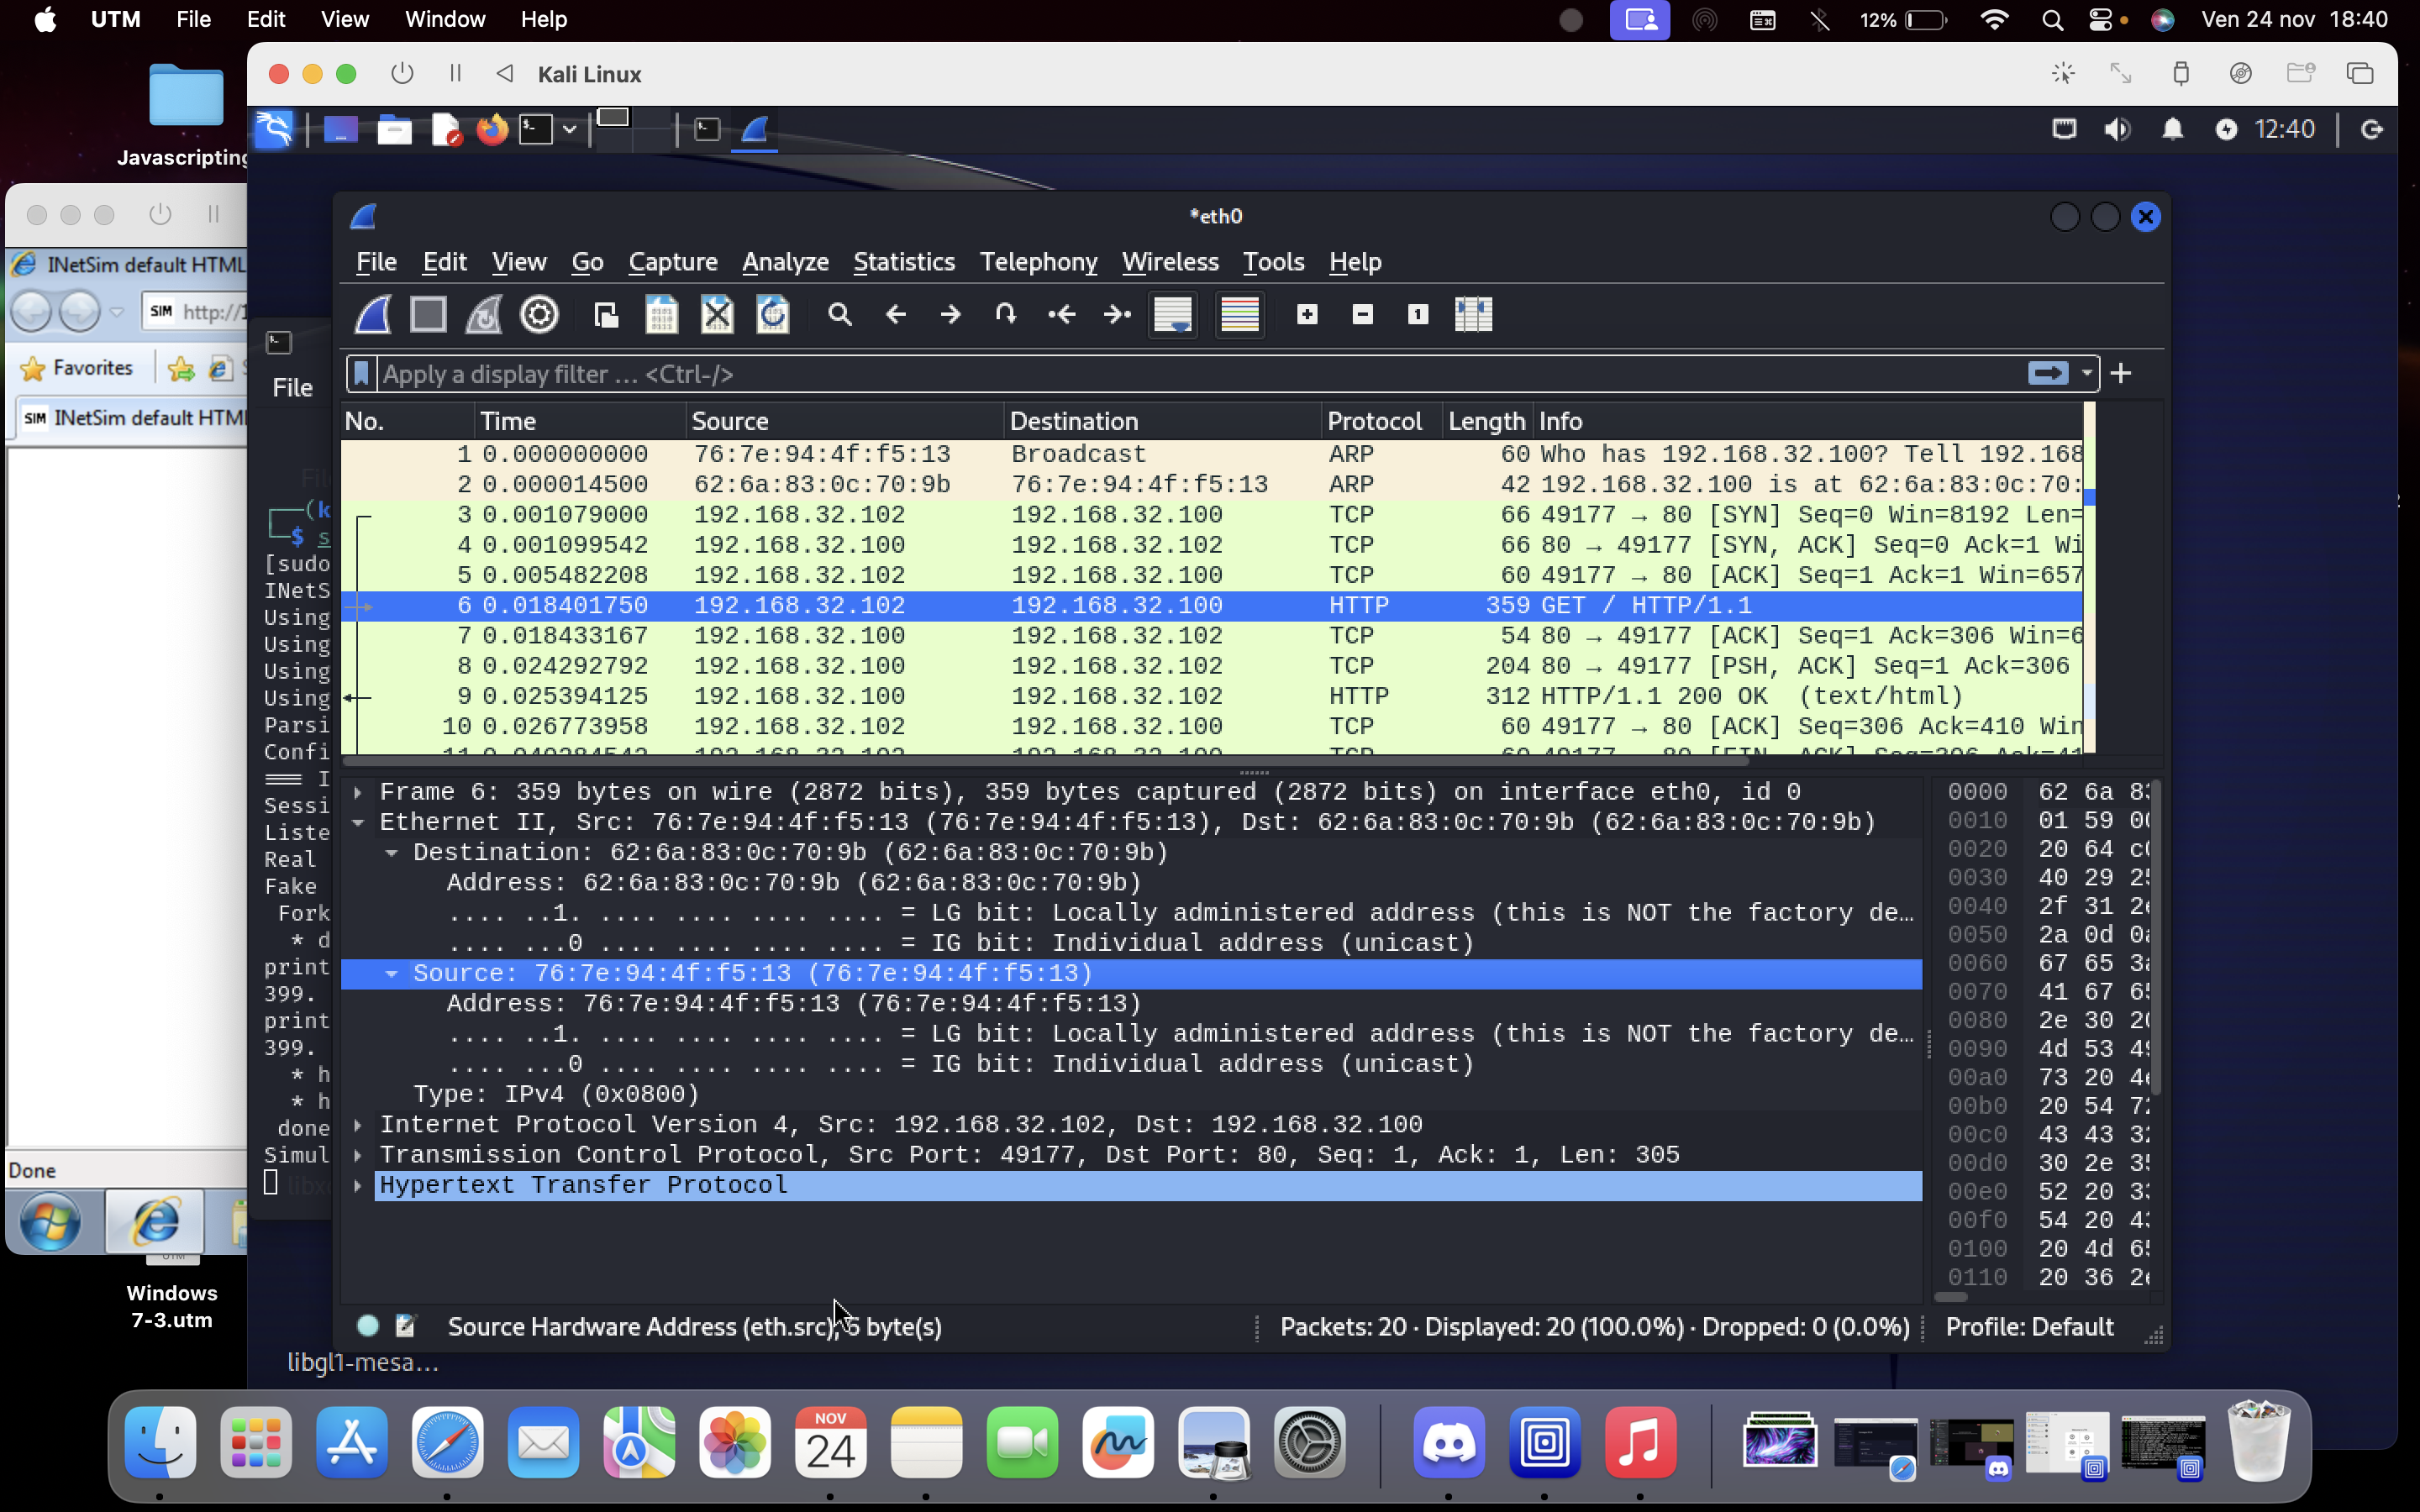 UTM File Edit View Window Help 12% Ven 24 nov 18:40
Javascripting
Kali Linux
12:40
INetSim default HTML
SIM http://1
Favorites
SIM INetSim default HTM
Done
File
[sudo
INetS
Using
Using
Using
Using
Parsi
Confi
Sessi
Liste
Real
Fake
Fork
* d
print
399.
print
399.
* h
* h
done
Simul
*eth0
File Edit View Go Capture Analyze Statistics Telephony Wireless Tools Help
Apply a display filter … <Ctrl-/>
No. Time Source Destination Protocol Length Info
1 0.000000000 76:7e:94:4f:f5:13 Broadcast ARP 60 Who has 192.168.32.100? Tell 192.168
2 0.000014500 62:6a:83:0c:70:9b 76:7e:94:4f:f5:13 ARP 42 192.168.32.100 is at 62:6a:83:0c:70:
3 0.001079000 192.168.32.102 192.168.32.100 TCP 66 49177 → 80 [SYN] Seq=0 Win=8192 Len=
4 0.001099542 192.168.32.100 192.168.32.102 TCP 66 80 → 49177 [SYN, ACK] Seq=0 Ack=1 Wi
5 0.005482208 192.168.32.102 192.168.32.100 TCP 60 49177 → 80 [ACK] Seq=1 Ack=1 Win=657
6 0.018401750 192.168.32.102 192.168.32.100 HTTP 359 GET / HTTP/1.1
7 0.018433167 192.168.32.100 192.168.32.102 TCP 54 80 → 49177 [ACK] Seq=1 Ack=306 Win=6
8 0.024292792 192.168.32.100 192.168.32.102 TCP 204 80 → 49177 [PSH, ACK] Seq=1 Ack=306
9 0.025394125 192.168.32.100 192.168.32.102 HTTP 312 HTTP/1.1 200 OK (text/html)
10 0.026773958 192.168.32.102 192.168.32.100 TCP 60 49177 → 80 [ACK] Seq=306 Ack=410 Win
Frame 6: 359 bytes on wire (2872 bits), 359 bytes captured (2872 bits) on interface eth0, id 0
Ethernet II, Src: 76:7e:94:4f:f5:13 (76:7e:94:4f:f5:13), Dst: 62:6a:83:0c:70:9b (62:6a:83:0c:70:9b)
Destination: 62:6a:83:0c:70:9b (62:6a:83:0c:70:9b)
Address: 62:6a:83:0c:70:9b (62:6a:83:0c:70:9b)
.... ..1. .... .... .... .... = LG bit: Locally administered address (this is NOT the factory de…
.... ...0 .... .... .... .... = IG bit: Individual address (unicast)
Source: 76:7e:94:4f:f5:13 (76:7e:94:4f:f5:13)
Address: 76:7e:94:4f:f5:13 (76:7e:94:4f:f5:13)
.... ..1. .... .... .... .... = LG bit: Locally administered address (this is NOT the factory de…
.... ...0 .... .... .... .... = IG bit: Individual address (unicast)
Type: IPv4 (0x0800)
Internet Protocol Version 4, Src: 192.168.32.102, Dst: 192.168.32.100
Transmission Control Protocol, Src Port: 49177, Dst Port: 80, Seq: 1, Ack: 1, Len: 305
Hypertext Transfer Protocol
0000 62 6a
0010 01 59
0020 20 64
0030 40 29
0040 2f 31
0050 2a 0d
0060 67 65
0070 41 67
0080 2e 30
0090 4d 53
00a0 73 20
00b0 20 54
00c0 43 43
00d0 30 2e
00e0 52 20
00f0 54 20
0100 20 4d
0110 20 36
Source Hardware Address (eth.src), 6 byte(s) Packets: 20 · Displayed: 20 (100.0%) · Dropped: 0 (0.0%) Profile: Default
Windows
7-3.utm
libgl1-mesa…
NOV
24